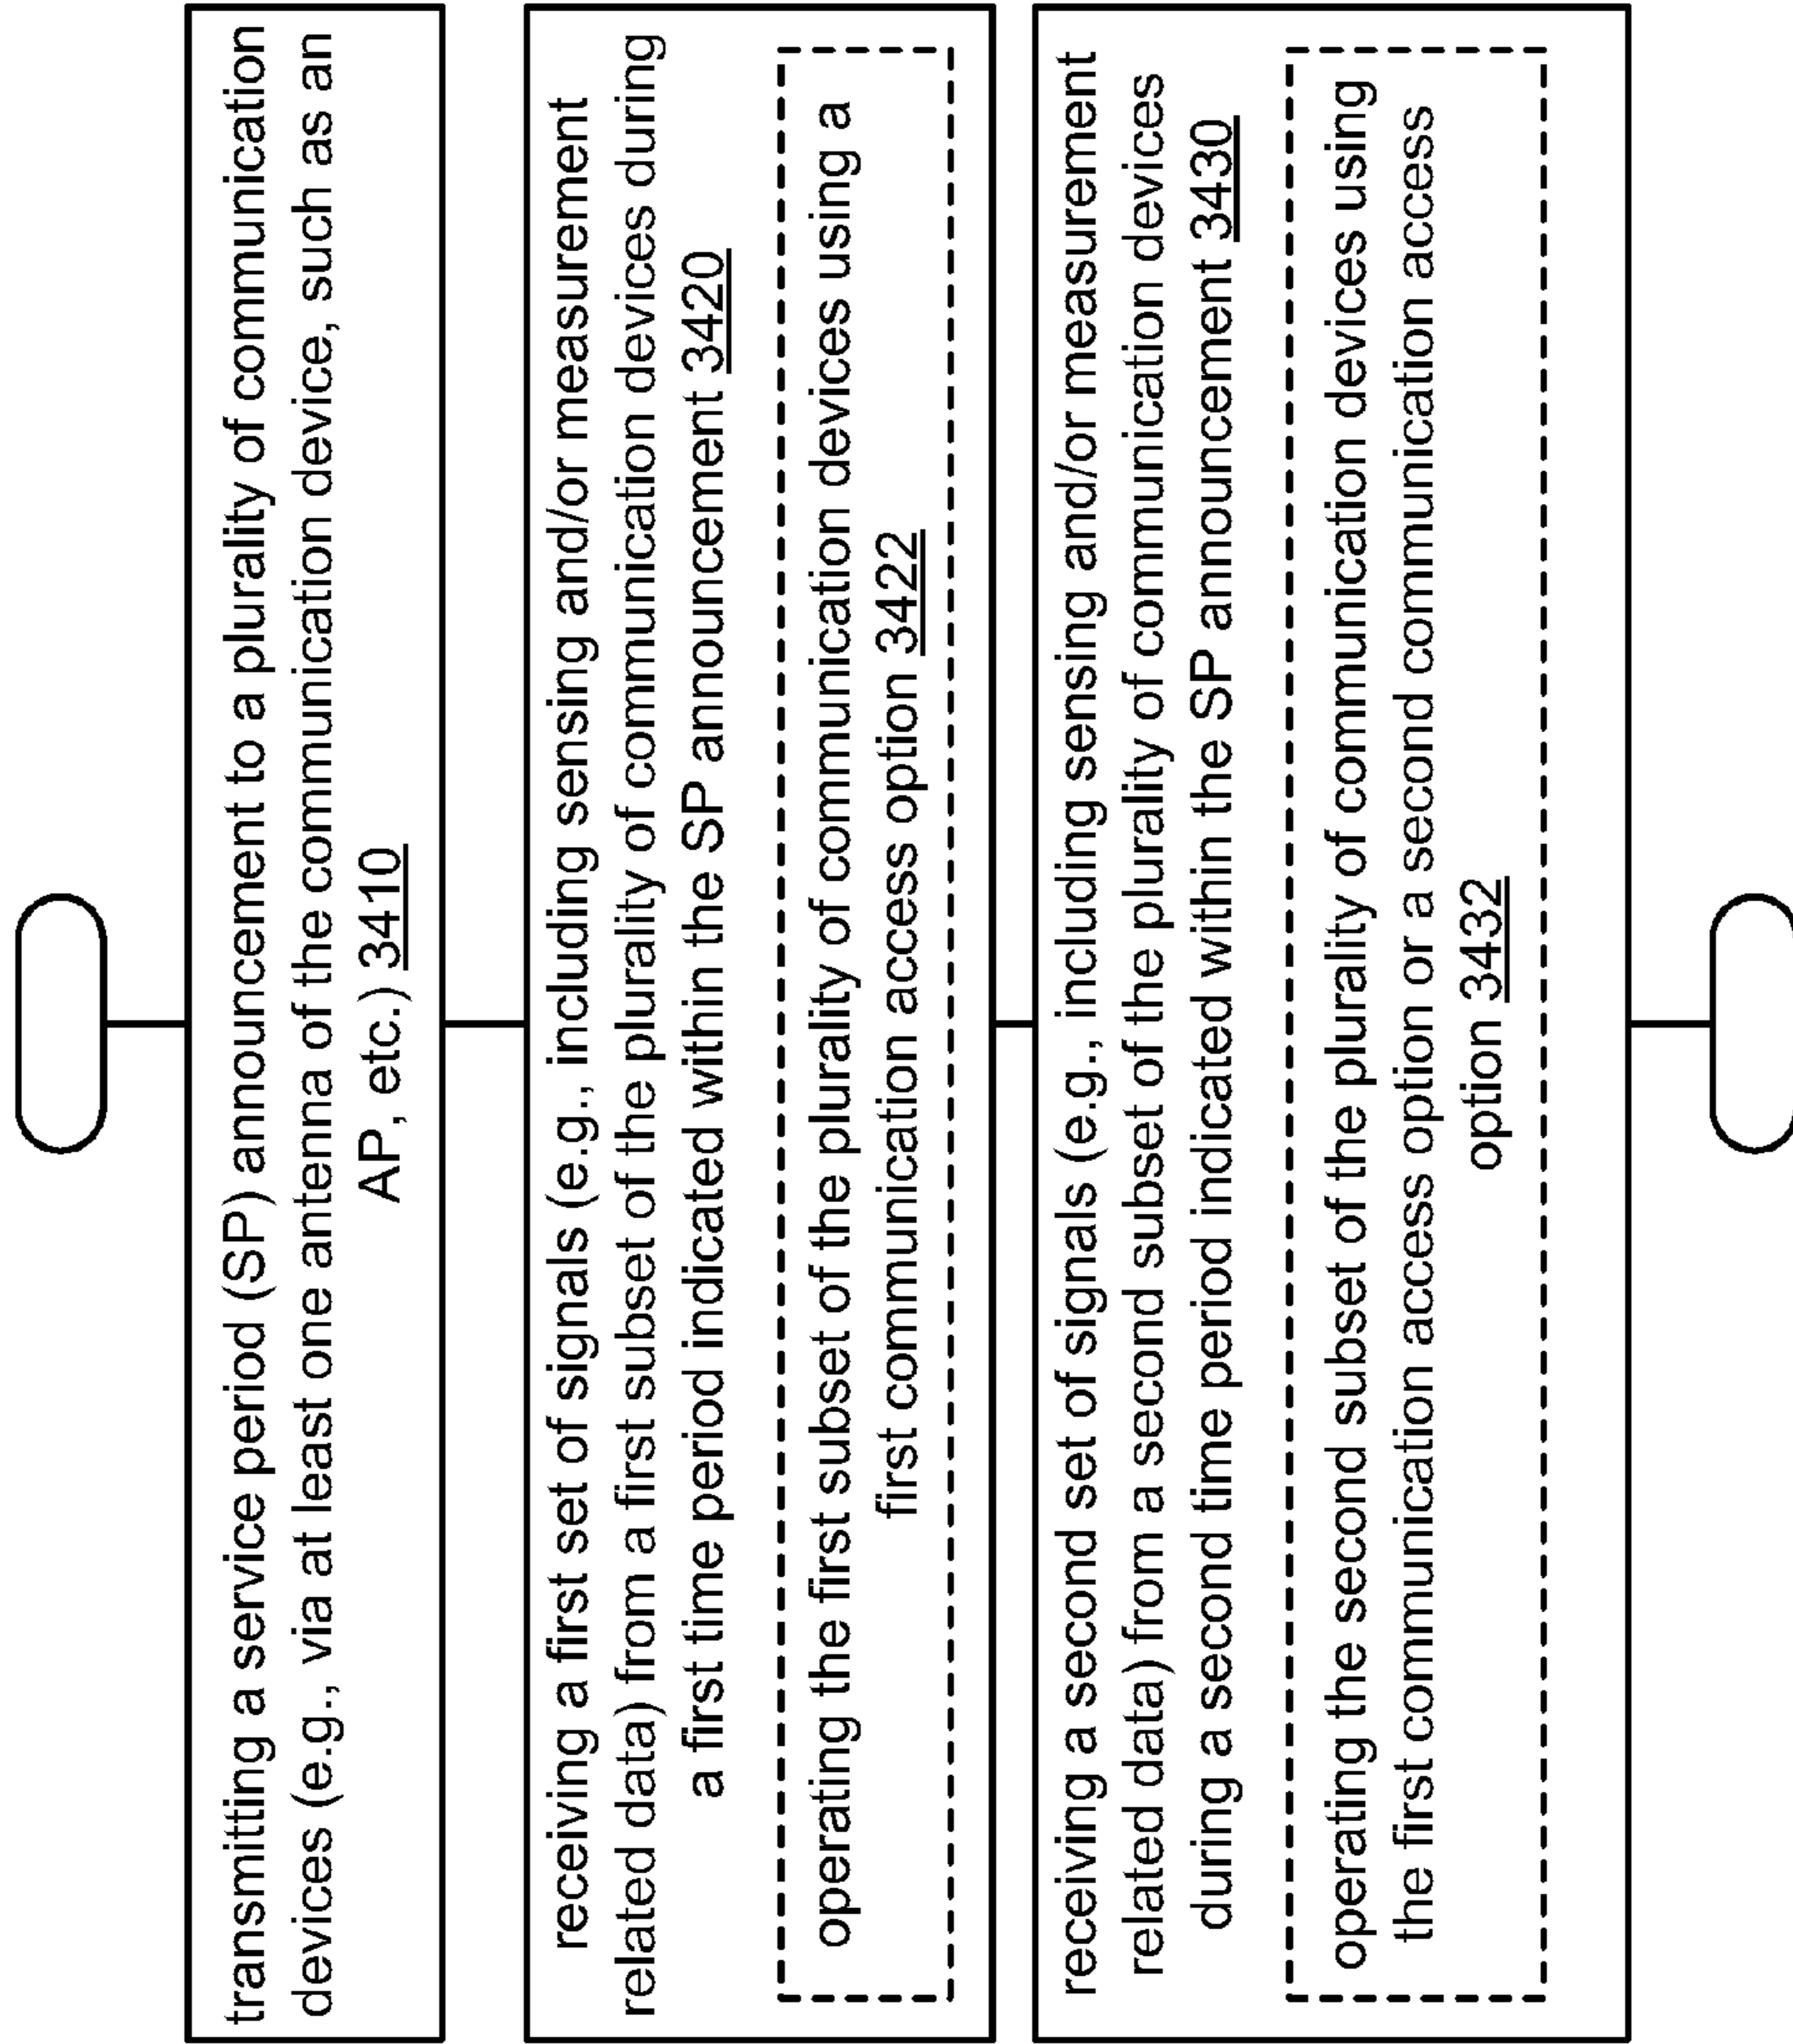 transmitting a service period (SP) announcement to a plurality of communication
devices (e.g., via at least one antenna of the communication device, such as an
AP, etc.) 3410
receiving a first set of signals (e.g., including sensing and/or measurement
related data) from a first subset of the plurality of communication devices during
a first time period indicated within the SP announcement 3420
operating the first subset of the plurality of communication devices using a
first communication access option 3422
receiving a second set of signals (e.g., including sensing and/or measurement
related data) from a second subset of the plurality of communication devices
during a second time period indicated within the SP announcement 3430
operating the second subset of the plurality of communication devices using
the first communication access option or a second communication access
option 3432